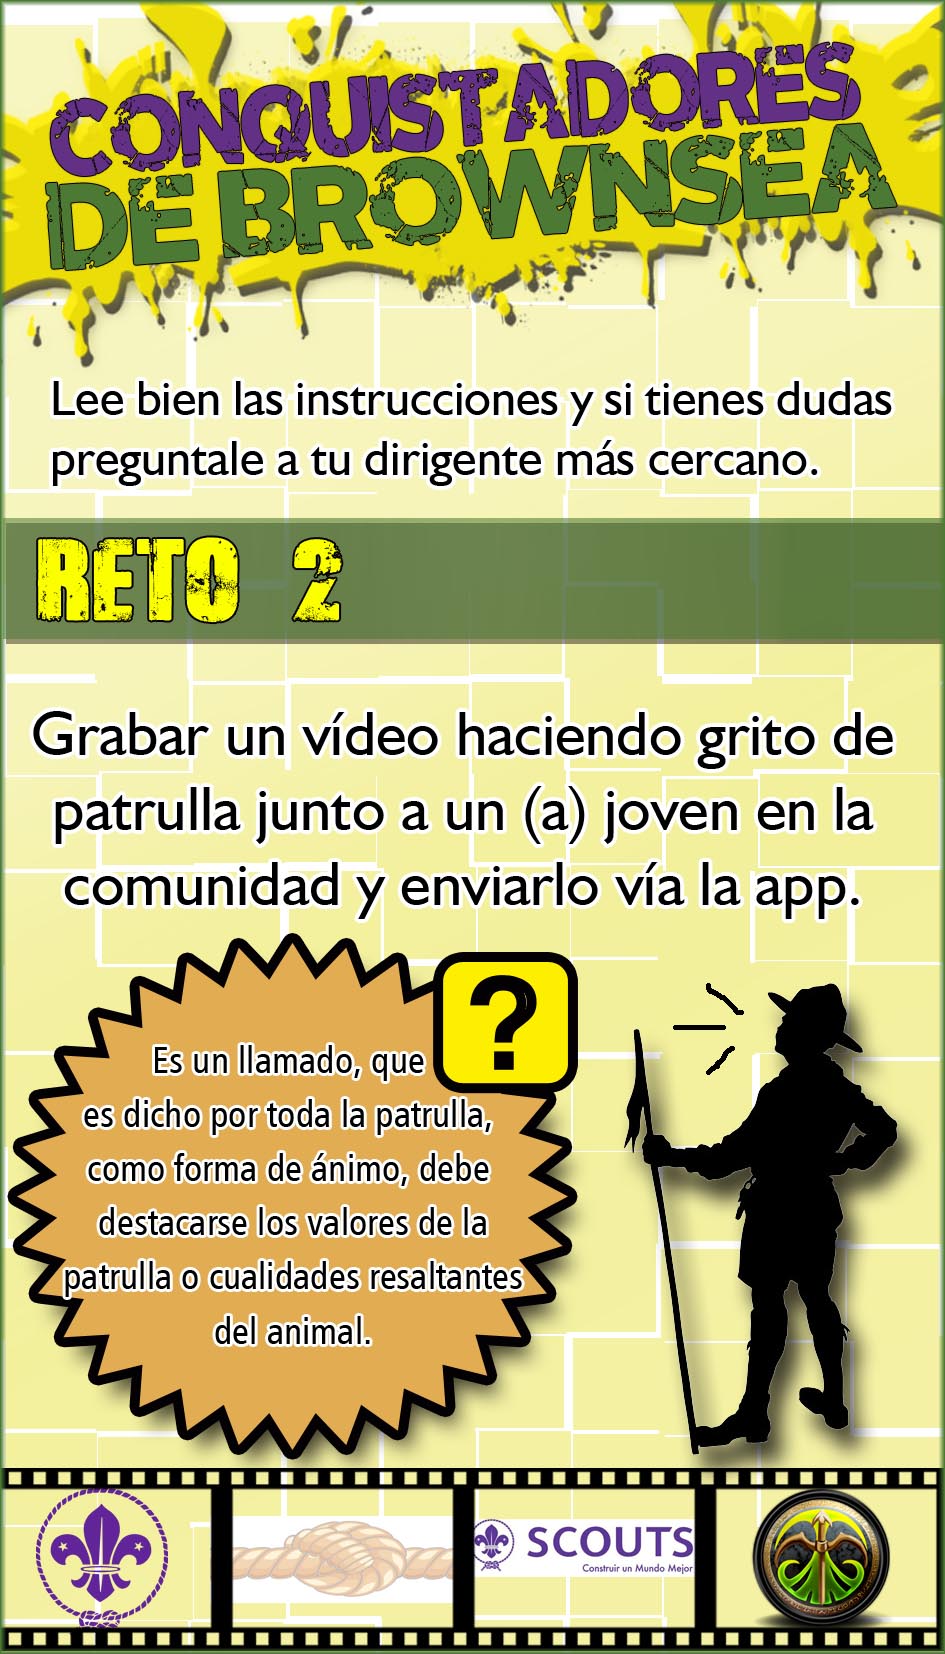 CONQUISTADORES
DE BROWNSEA
Lee bien las instrucciones y si tienes dudas
preguntale a tu dirigente más cercano.
RETO 2
Grabar un vídeo haciendo grito de
patrulla junto a un (a) joven en la
comunidad y enviarlo vía la app.
?
Es un llamado, que
es dicho por toda la patrulla,
como forma de ánimo, debe
destacarse los valores de la
patrulla o cualidades resaltantes
del animal.
SCOUTS
Construir un Mundo Mejor